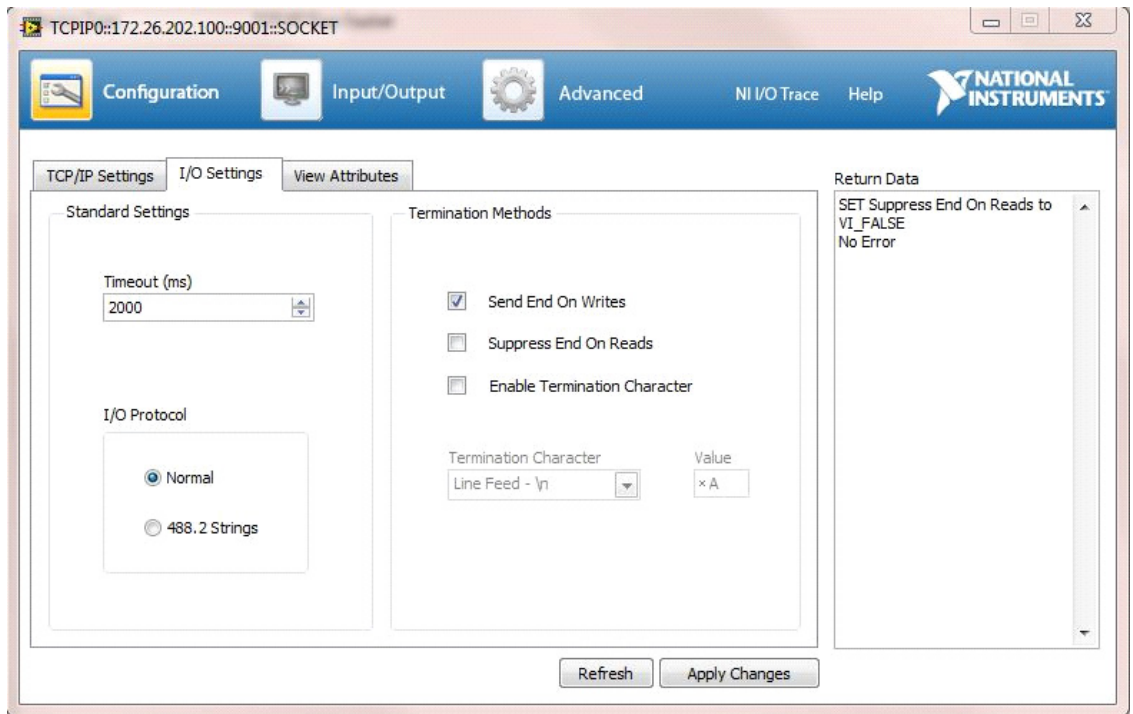 TCPIP0::172.26.202.100::9001::SOCKET
Configuration
Input/Output
Advanced
NI I/O Trace
Help
NATIONAL
INSTRUMENTS
TCP/IP Settings
I/O Settings
View Attributes
Standard Settings
Timeout (ms)
2000
I/O Protocol
Normal
488.2 Strings
Termination Methods
Send End On Writes
Suppress End On Reads
Enable Termination Character
Termination Character
Line Feed - \n
Value
×A
Return Data
SET Suppress End On Reads to
VI_FALSE
No Error
Refresh
Apply Changes